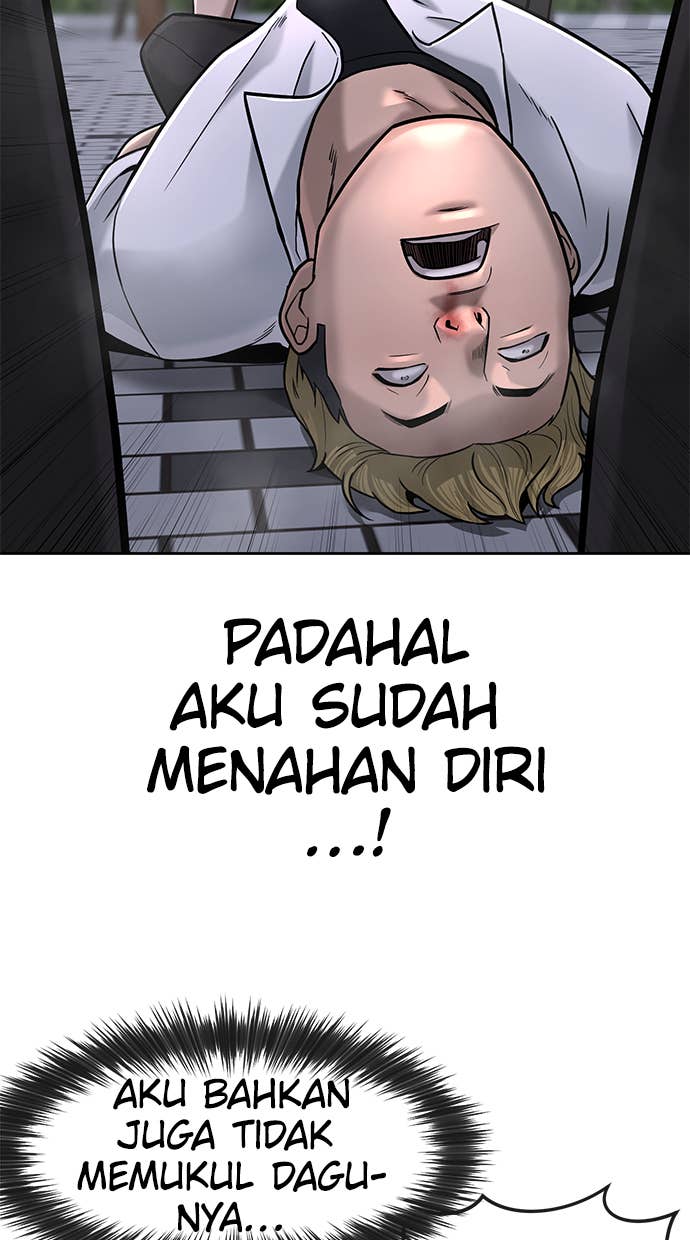 PADAHAL
AKU SUDAH
MENAHAN DIRI
...!
AKU BAHKAN
JUGA TIDAK
MEMUKUL DAGU-
NYA...